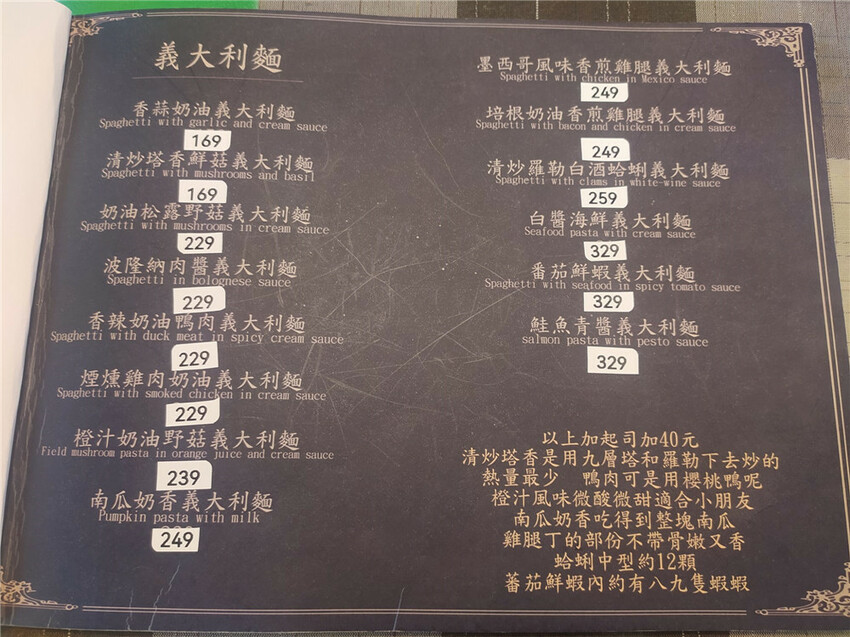 義大利麵
香蒜奶油義大利麵
Spaghetti with garlic and cream sauce
169
清炒塔香鮮菇義大利麵
Spaghetti with mushrooms and basil
169
奶油松露野菇義大利麵
Spaghetti with mushrooms in cream sauce
229
波隆納肉醬義大利麵
Spaghetti in bolognese sauce
229
香辣奶油鴨肉義大利麵
Spaghetti with duck meat in spicy cream sauce
229
煙燻雞肉奶油義大利麵
Spaghetti with smoked chicken in cream sauce
229
橙汁奶油野菇義大利麵
Field mushroom pasta in orange juice and cream sauce
239
南瓜奶香義大利麵
Pumpkin pasta with milk
249
墨西哥風味香煎雞腿義大利麵
Spaghetti with chicken in Mexico sauce
249
培根奶油香煎雞腿義大利麵
Spaghetti with bacon and chicken in cream sauce
249
清炒羅勒白酒蛤蜊義大利麵
Spaghetti with clams in white-wine sauce
259
白醬海鮮義大利麵
Seafood pasta with cream sauce
329
番茄鮮蝦義大利麵
Spaghetti with seafood in spicy tomato sauce
329
鮭魚青醬義大利麵
salmon pasta with pesto sauce
329
以上加起司加40元
清炒塔香是用九層塔和羅勒下去炒的
熱量最少 鴨肉可是用櫻桃鴨呢
橙汁風味微酸微甜適合小朋友
南瓜奶香吃得到整塊南瓜
雞腿丁的部份不帶骨嫩又香
蛤蜊中型約12顆
蕃茄鮮蝦內約有八九隻蝦蝦